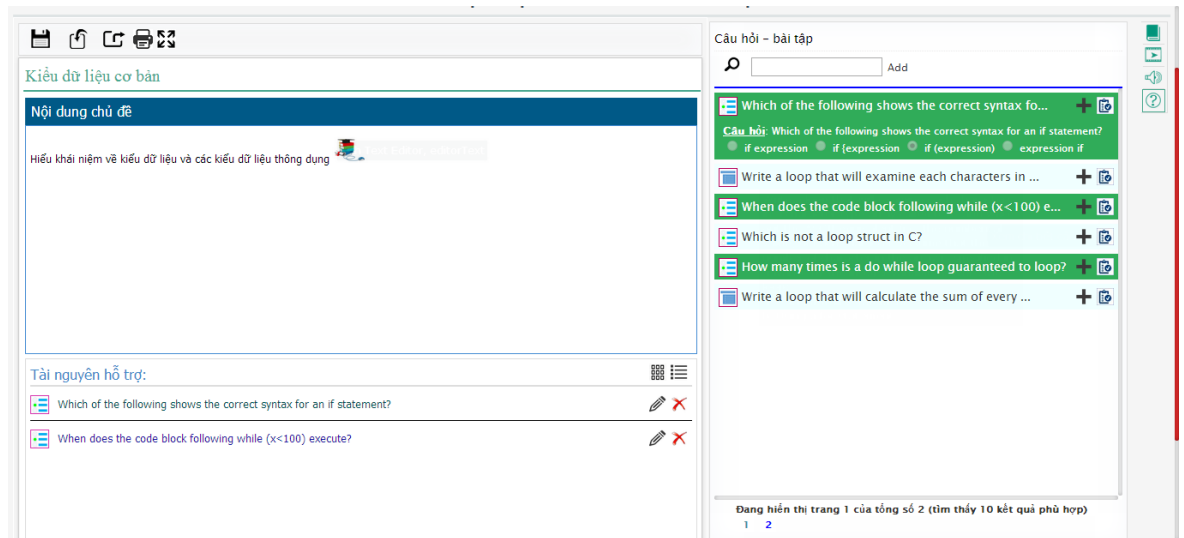 Kiểu dữ liệu cơ bản
Nội dung chủ đề
Hiểu khái niệm về kiểu dữ liệu và các kiểu dữ liệu thông dụng
Tài nguyên hỗ trợ:
Which of the following shows the correct syntax for an if statement?
When does the code block following while (x<100) execute?
Câu hỏi – bài tập
Add
Which of the following shows the correct syntax fo...
Câu hỏi: Which of the following shows the correct syntax for an if statement?
if expression if {expression if (expression) expression if
Write a loop that will examine each characters in ...
When does the code block following while (x<100) e...
Which is not a loop struct in C?
How many times is a do while loop guaranteed to loop?
Write a loop that will calculate the sum of every ...
Đang hiển thị trang 1 của tổng số 2 (tìm thấy 10 kết quả phù hợp)
1 2